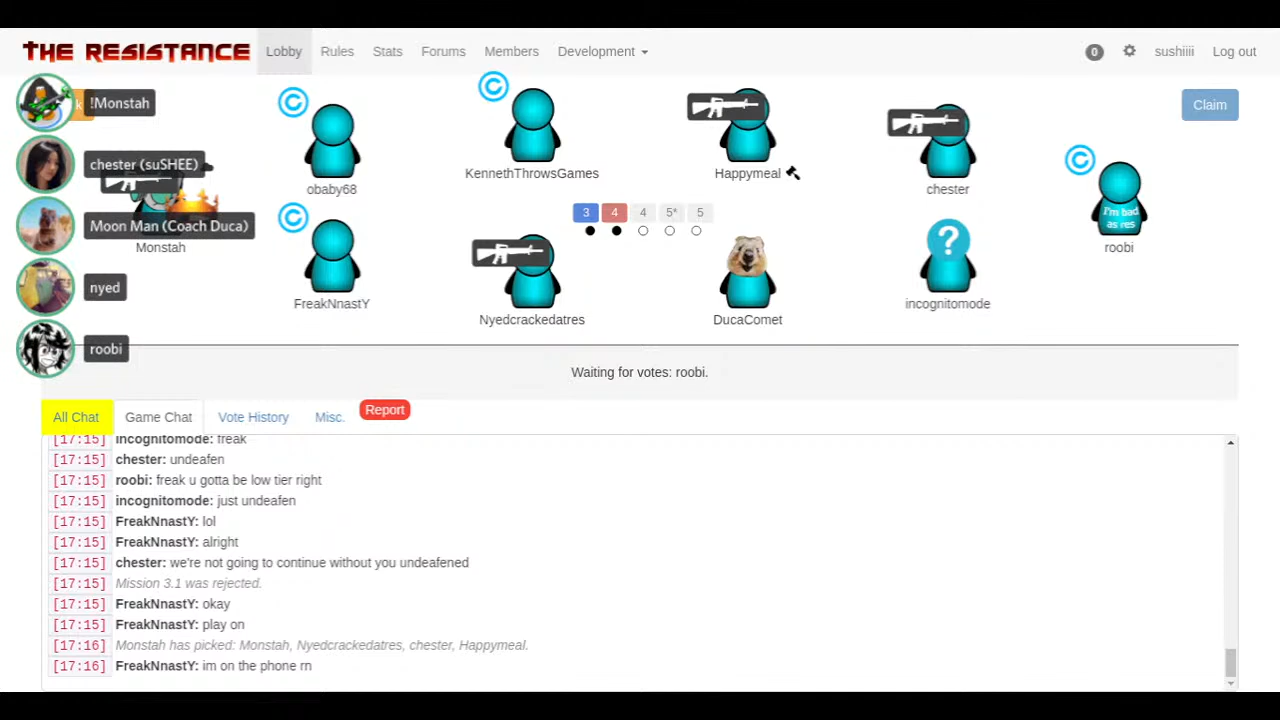 THE RESISTANCE Lobby Rules Stats Forums Members Development 0 sushiiii Log out
!Monstah
chester (suSHEE)
Moon Man (Coach Duca)
nyed
roobi
Claim
obaby68
KennethThrowsGames
Happymeal
chester
I'm bad
as res
roobi
Monstah
3 4 4 5* 5
FreakNnastY
Nyedcrackedatres
DucaComet
?
incognitomode
Waiting for votes: roobi.
All Chat Game Chat Vote History Misc. Report
[17:15] incognitomode: freak
[17:15] chester: undeafen
[17:15] roobi: freak u gotta be low tier right
[17:15] incognitomode: just undeafen
[17:15] FreakNnastY: lol
[17:15] FreakNnastY: alright
[17:15] chester: we're not going to continue without you undeafened
[17:15] Mission 3.1 was rejected.
[17:15] FreakNnastY: okay
[17:15] FreakNnastY: play on
[17:16] Monstah has picked: Monstah, Nyedcrackedatres, chester, Happymeal.
[17:16] FreakNnastY: im on the phone rn